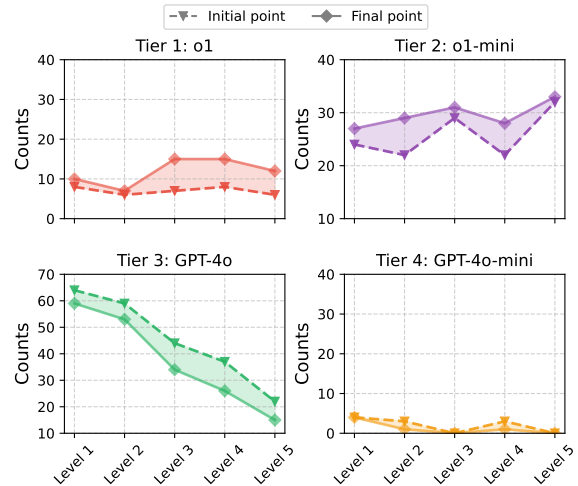 Initial point Final point
Tier 1: o1
Counts
40
30
20
10
0
Tier 2: o1-mini
Counts
40
30
20
10
Tier 3: GPT-4o
Counts
70
60
50
40
30
20
10
Level 1 Level 2 Level 3 Level 4 Level 5
Tier 4: GPT-4o-mini
Counts
40
30
20
10
0
Level 1 Level 2 Level 3 Level 4 Level 5